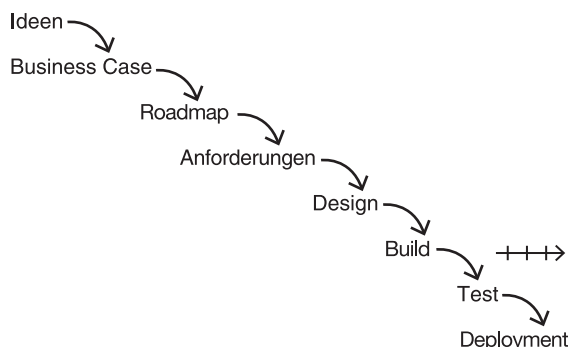 Ideen
Business Case
Roadmap
Anforderungen
Design
Build
Test
Deployment